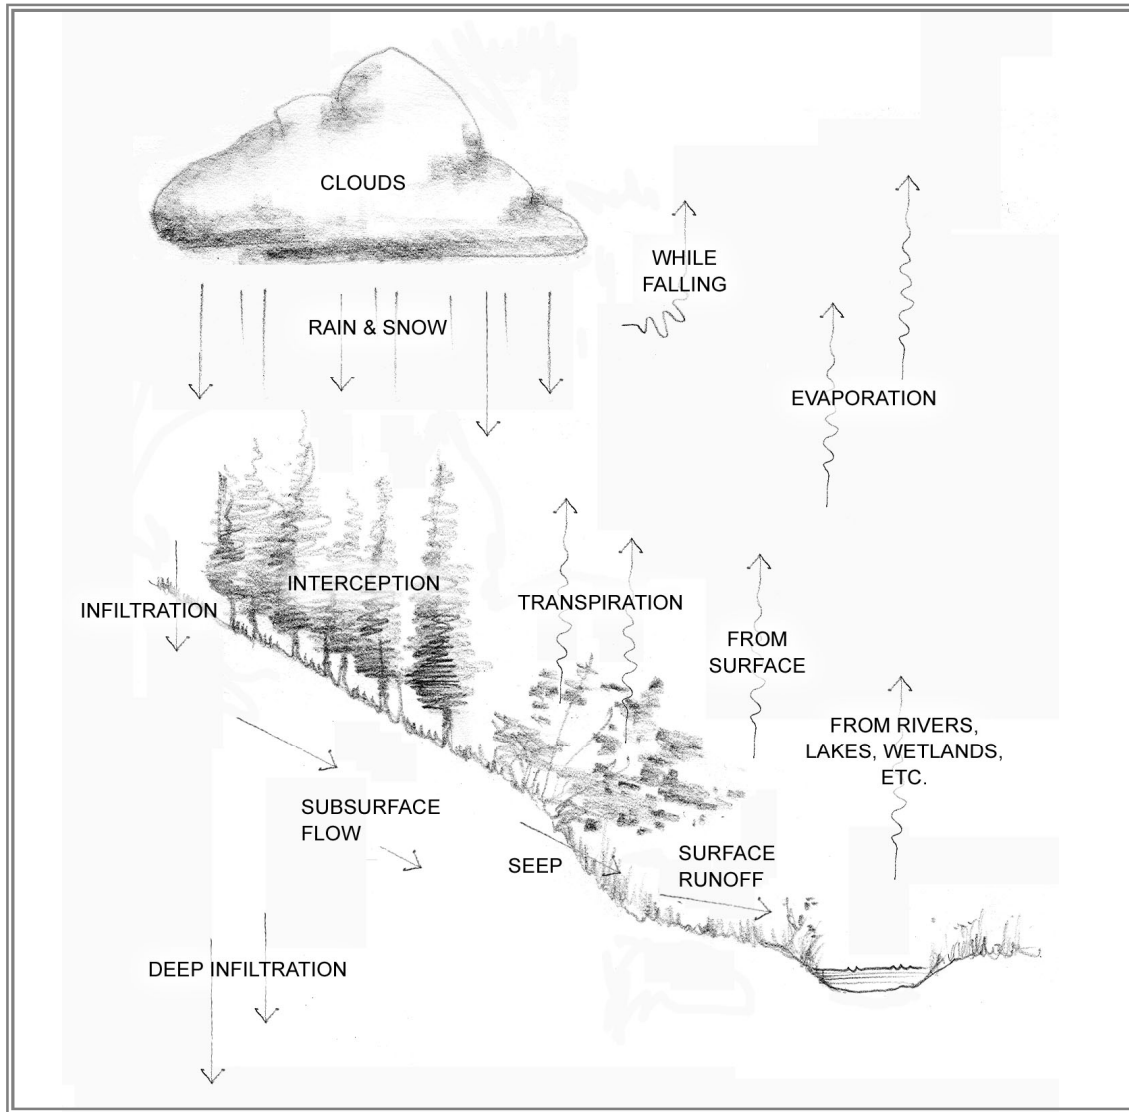 CLOUDS
WHILE
FALLING
RAIN & SNOW
EVAPORATION
INTERCEPTION
INFILTRATION
TRANSPIRATION
FROM
SURFACE
FROM RIVERS,
LAKES, WETLANDS,
ETC.
SUBSURFACE
FLOW
SEEP
SURFACE
RUNOFF
DEEP INFILTRATION